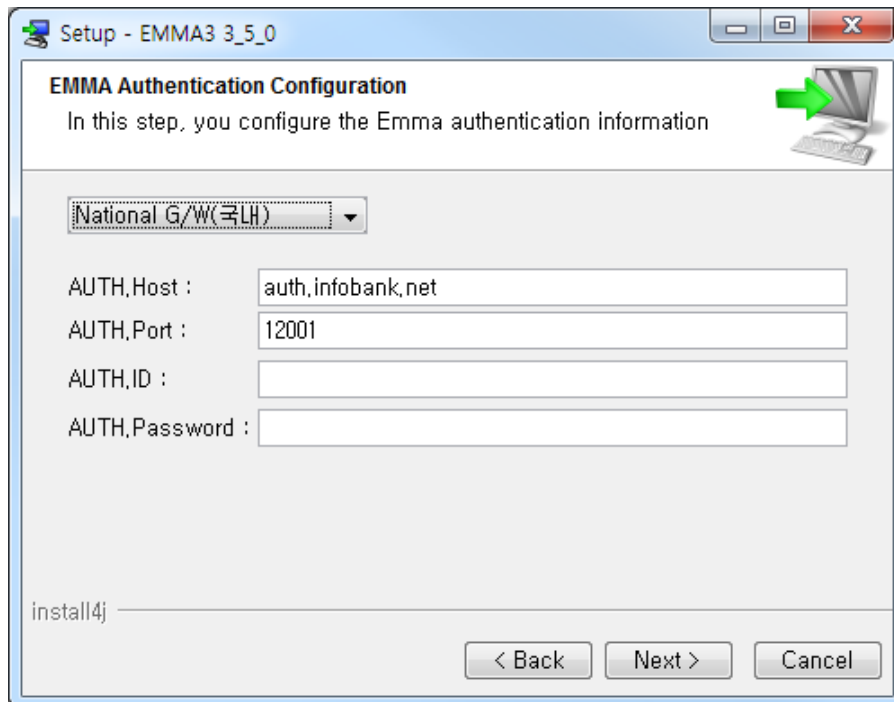 Setup - EMMA3 3_5_0
EMMA Authentication Configuration
In this step, you configure the Emma authentication information
National G/W(국내)
AUTH.Host : auth.infobank.net
AUTH.Port : 12001
AUTH.ID :
AUTH.Password :
install4j
< Back Next > Cancel